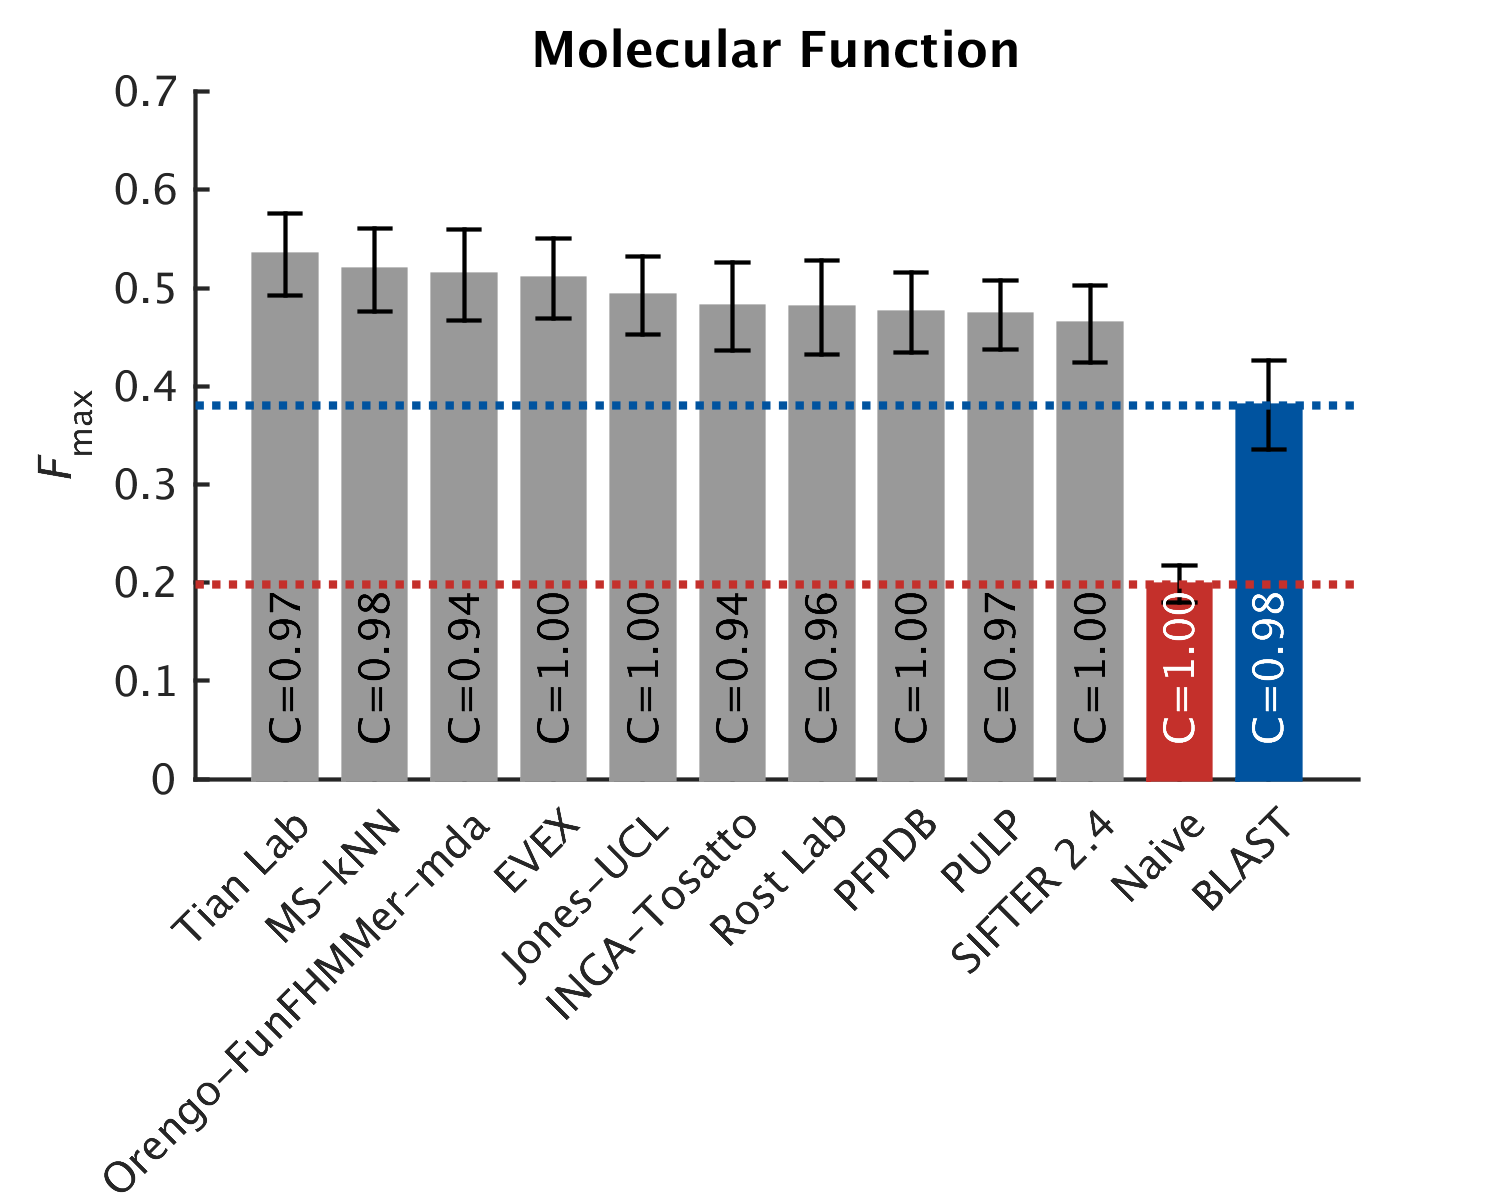 Molecular Function
0.7
0.6
0.5
0.4
0.3
0.2
0.1
0
Fmax
C=0.97
C=0.98
C=0.94
C=1.00
C=1.00
C=0.94
C=0.96
C=1.00
C=0.97
C=1.00
C=1.00
C=0.98
Tian Lab
MS-kNN
Orengo-FunFHMMer-mda
EVEX
Jones-UCL
INGA-Tosatto
Rost Lab
PFPDB
PULP
SIFTER 2.4
Naive
BLAST